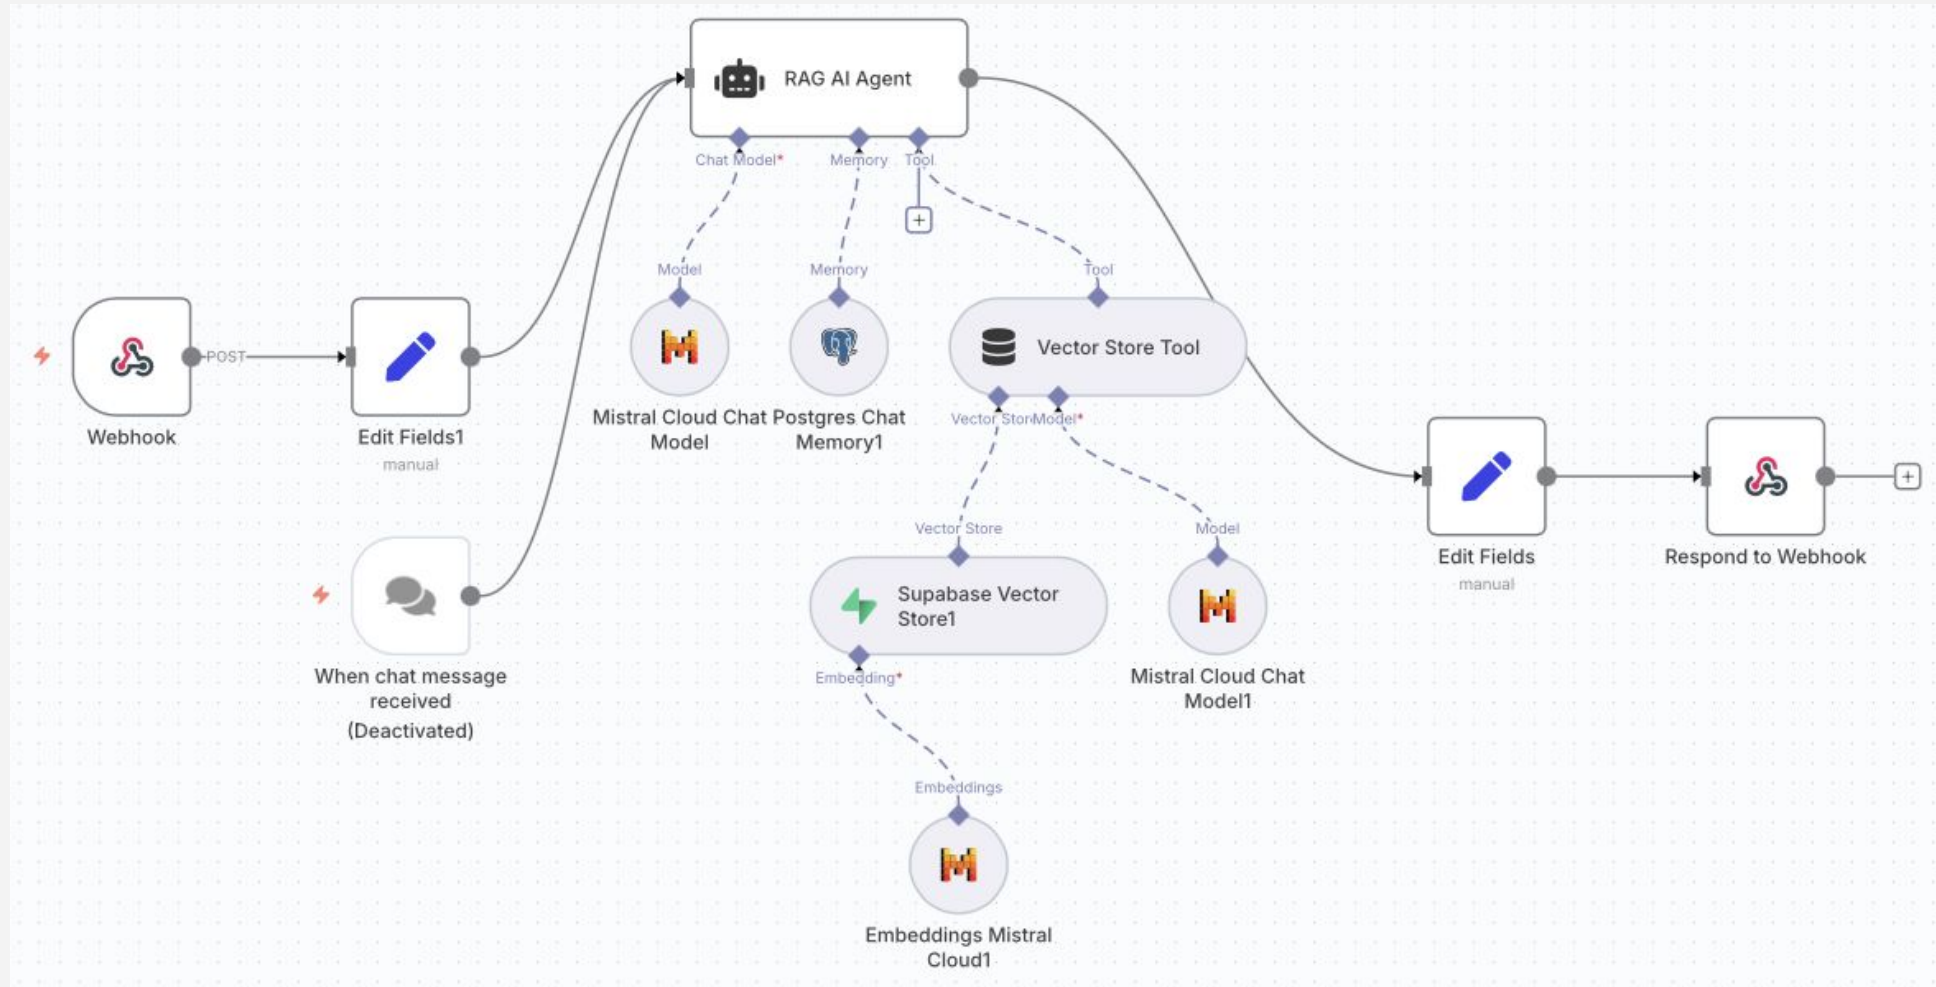 RAG AI Agent
Chat Model*
Memory
Tool
+
Model
Memory
Tool
POST
Vector Store Tool
Webhook
Edit Fields1
manual
Mistral Cloud Chat
Model
Postgres Chat
Memory1
Vector Stor
Model*
Vector Store
Model
Supabase Vector
Store1
Edit Fields
manual
Respond to Webhook
+
When chat message
received
(Deactivated)
Embedding*
Mistral Cloud Chat
Model1
Embeddings
Embeddings Mistral
Cloud1